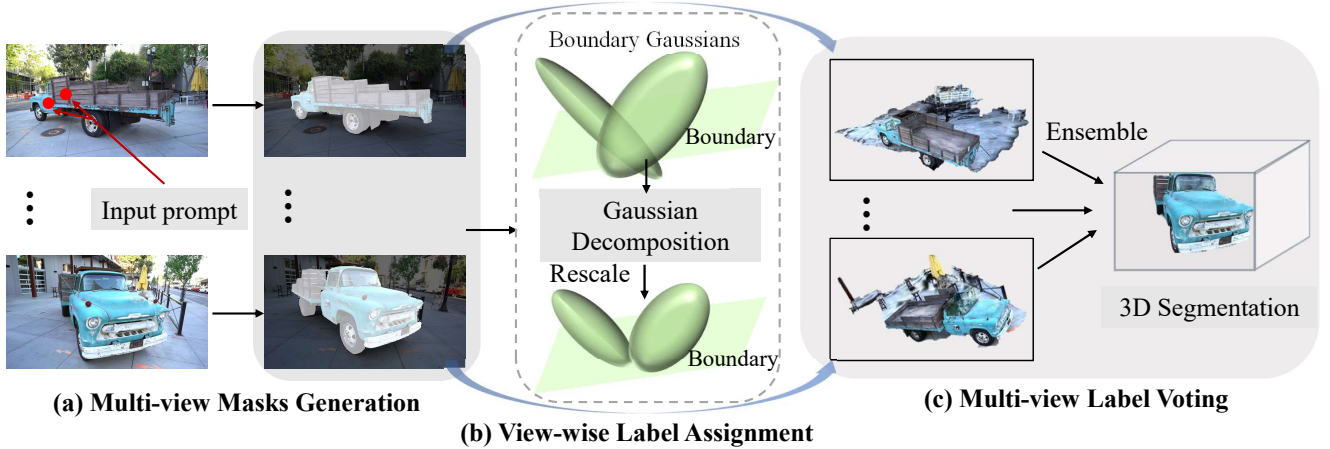 Input prompt
(a) Multi-view Masks Generation
Boundary Gaussians
Boundary
Gaussian
Decomposition
Rescale
Boundary
(b) View-wise Label Assignment
Ensemble
3D Segmentation
(c) Multi-view Label Voting